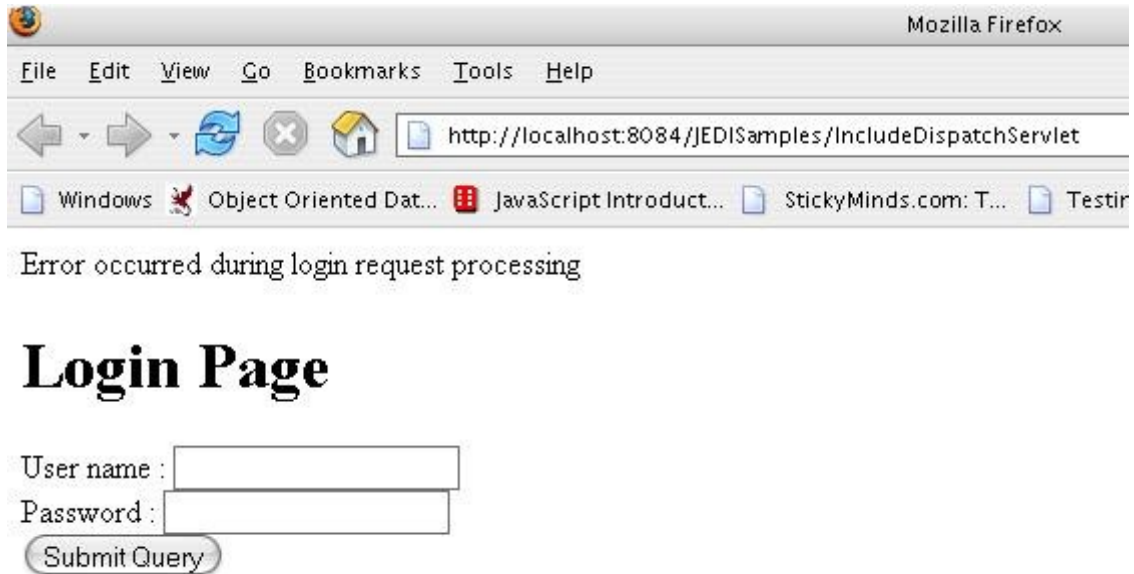 Mozilla Firefox
File Edit View Go Bookmarks Tools Help
http://localhost:8084/JEDISamples/IncludeDispatchServlet
Windows Object Oriented Dat... JavaScript Introduct... StickyMinds.com: T... Testin
Error occurred during login request processing
Login Page
User name :
Password :
Submit Query